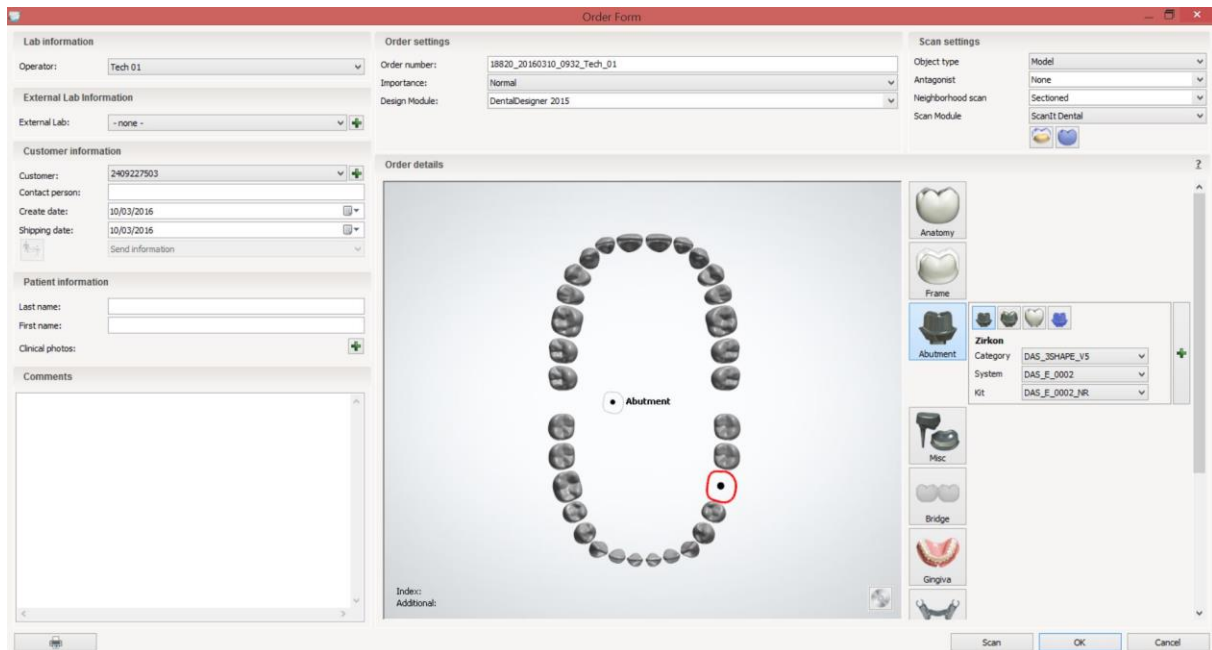 Order Form
Lab information
Operator: Tech 01
External Lab Information
External Lab: - none -
Customer information
Customer: 2409227503
Contact person:
Create date: 10/03/2016
Shipping date: 10/03/2016
Send information
Patient information
Last name:
First name:
Clinical photos:
Comments
Order settings
Order number: 18820_20160310_0932_Tech_01
Importance: Normal
Design Module: DentalDesigner 2015
Scan settings
Object type Model
Antagonist None
Neighborhood scan Sectioned
Scan Module ScanIt Dental
Order details ?
Abutment
Index:
Additional:
Anatomy
Frame
Abutment
Zirkon
Category DAS_3SHAPE_V5
System DAS_E_0002
Kit DAS_E_0002_NR
Misc
Bridge
Gingiva
Scan OK Cancel